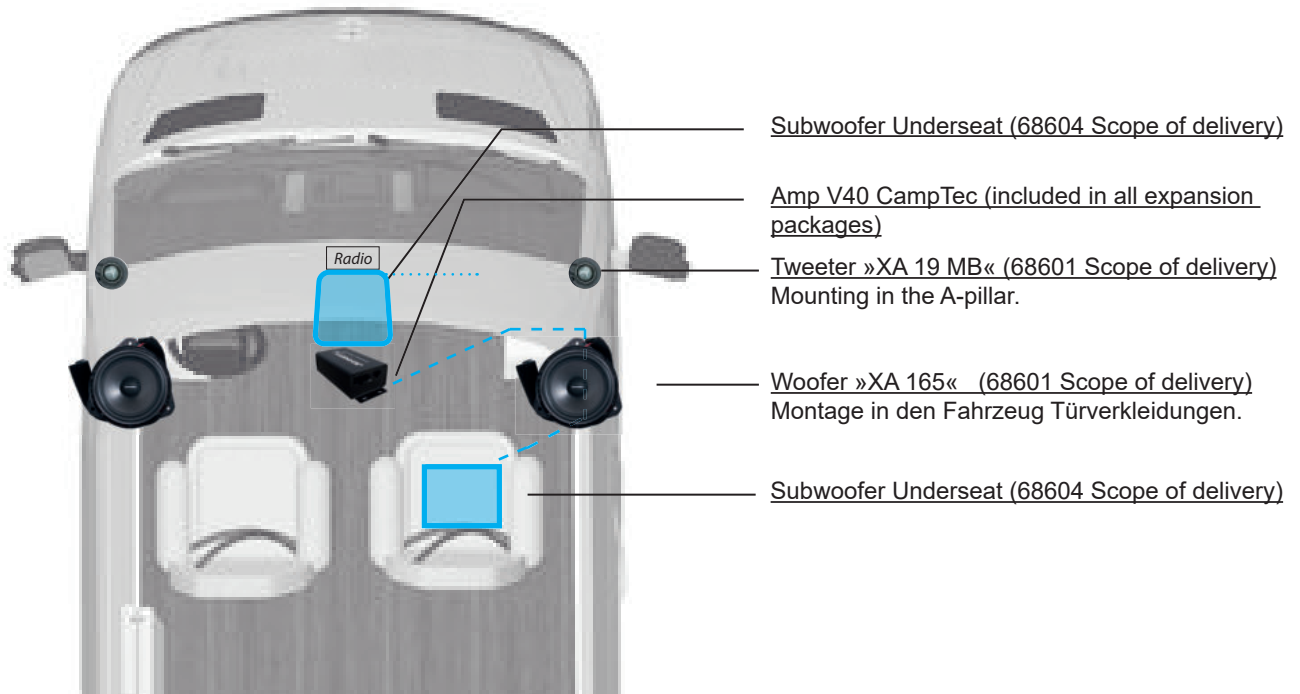 Subwoofer Underseat (68604 Scope of delivery)
Amp V40 CampTec (included in all expansion
packages)
Radio
Tweeter »XA 19 MB« (68601 Scope of delivery)
Mounting in the A-pillar.
Woofer »XA 165« (68601 Scope of delivery)
Montage in den Fahrzeug Türverkleidungen.
Subwoofer Underseat (68604 Scope of delivery)